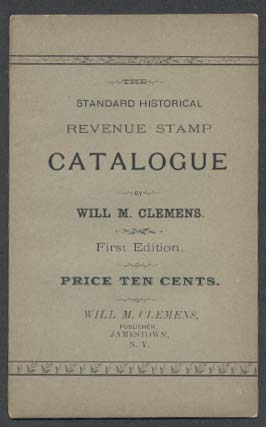 THE
STANDARD HISTORICAL
REVENUE STAMP
CATALOGUE
BY
WILL M. CLEMENS.
First Edition.
PRICE TEN CENTS.
WILL M. CLEMENS,
PUBLISHER,
JAMESTOWN,
N. Y.